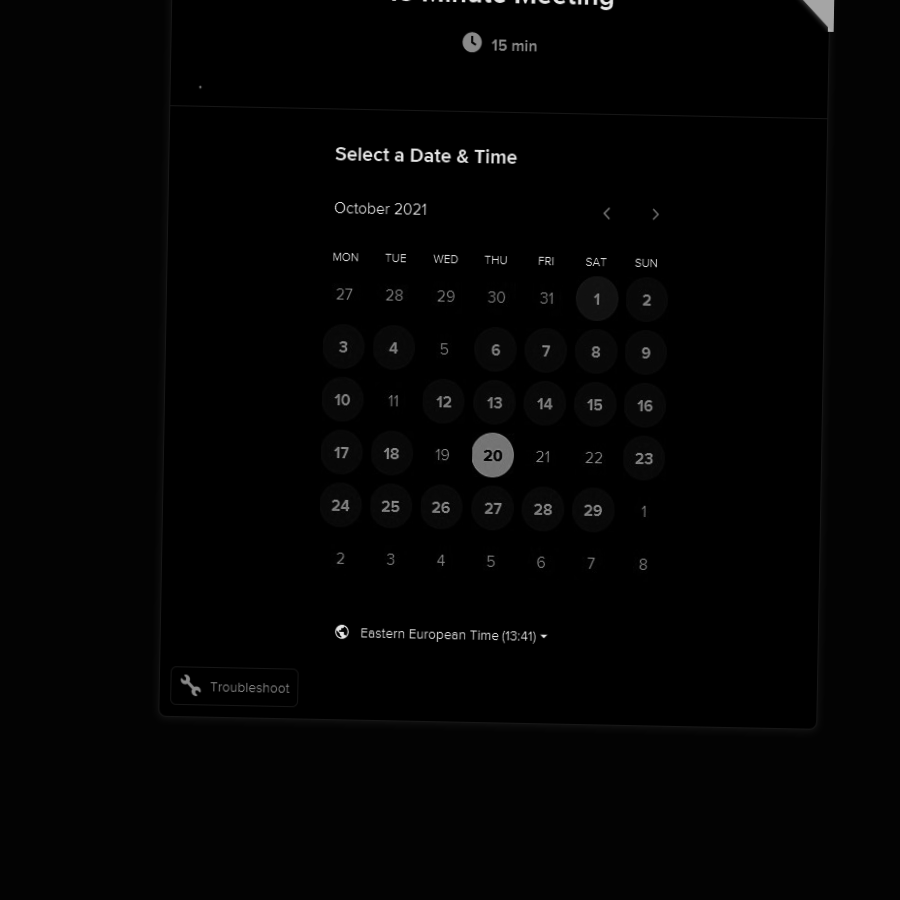 Minute Meeting
15 min
Select a Date & Time
October 2021
MON TUE WED THU FRI SAT SUN
27 28 29 30 31 1 2
3 4 5 6 7 8 9
10 11 12 13 14 15 16
17 18 19 20 21 22 23
24 25 26 27 28 29 1
2 3 4 5 6 7 8
Eastern European Time (13:41)
Troubleshoot